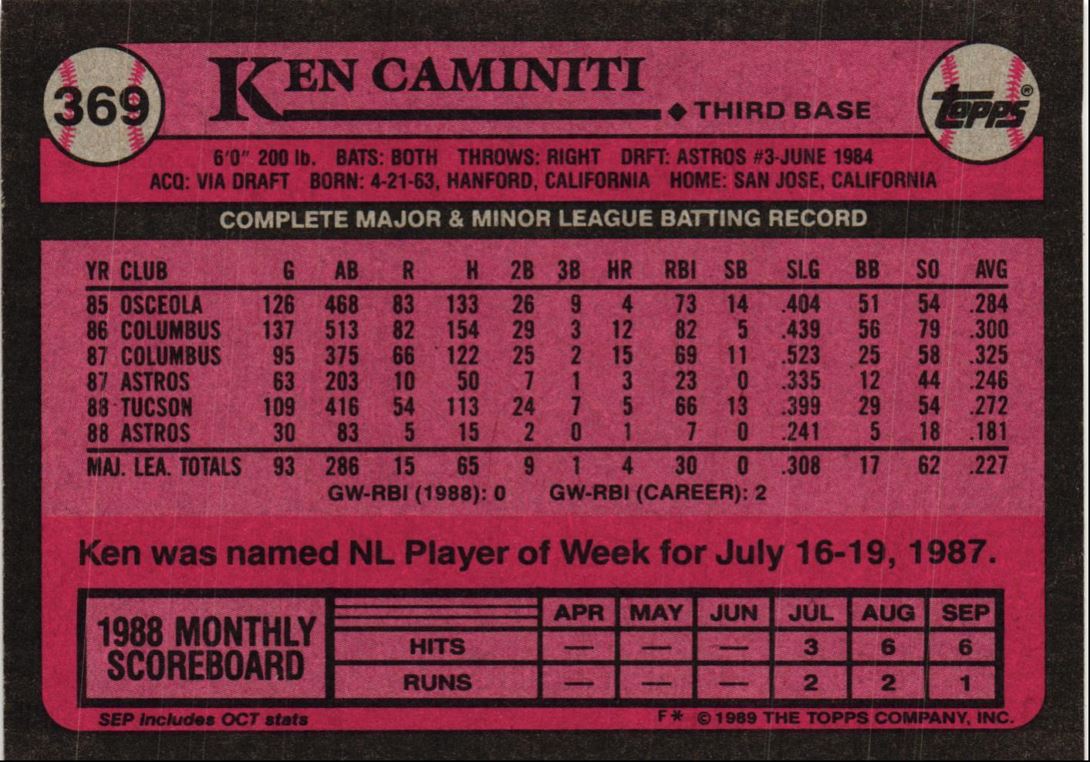 369
KEN CAMINITI
◆ THIRD BASE
TOPPS®
6'0" 200 lb. BATS: BOTH THROWS: RIGHT DRFT: ASTROS #3-JUNE 1984
ACQ: VIA DRAFT BORN: 4-21-63, HANFORD, CALIFORNIA HOME: SAN JOSE, CALIFORNIA
COMPLETE MAJOR & MINOR LEAGUE BATTING RECORD
YR CLUB G AB R H 2B 3B HR RBI SB SLG BB SO AVG
85 OSCEOLA 126 468 83 133 26 9 4 73 14 .404 51 54 .284
86 COLUMBUS 137 513 82 154 29 3 12 82 5 .439 56 79 .300
87 COLUMBUS 95 375 66 122 25 2 15 69 11 .523 25 58 .325
87 ASTROS 63 203 10 50 7 1 3 23 0 .335 12 44 .246
88 TUCSON 109 416 54 113 24 7 5 66 13 .399 29 54 .272
88 ASTROS 30 83 5 15 2 0 1 7 0 .241 5 18 .181
MAJ. LEA. TOTALS 93 286 15 65 9 1 4 30 0 .308 17 62 .227
GW-RBI (1988): 0 GW-RBI (CAREER): 2
Ken was named NL Player of Week for July 16-19, 1987.
1988 MONTHLY
SCOREBOARD
APR MAY JUN JUL AUG SEP
HITS — — — 3 6 6
RUNS — — — 2 2 1
SEP includes OCT stats
F* © 1989 THE TOPPS COMPANY, INC.